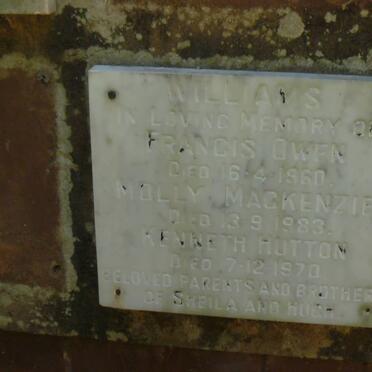 WILLIAMS
IN LOVING MEMORY OF
FRANCIS OWEN
DIED 16·4·1960.
MOLLY MACKENZIE
DIED 13·9·1983.
KENNETH HUTTON
DIED 7·12·1970
BELOVED PARENTS AND BROTHER
OF SHEILA AND HUGH.